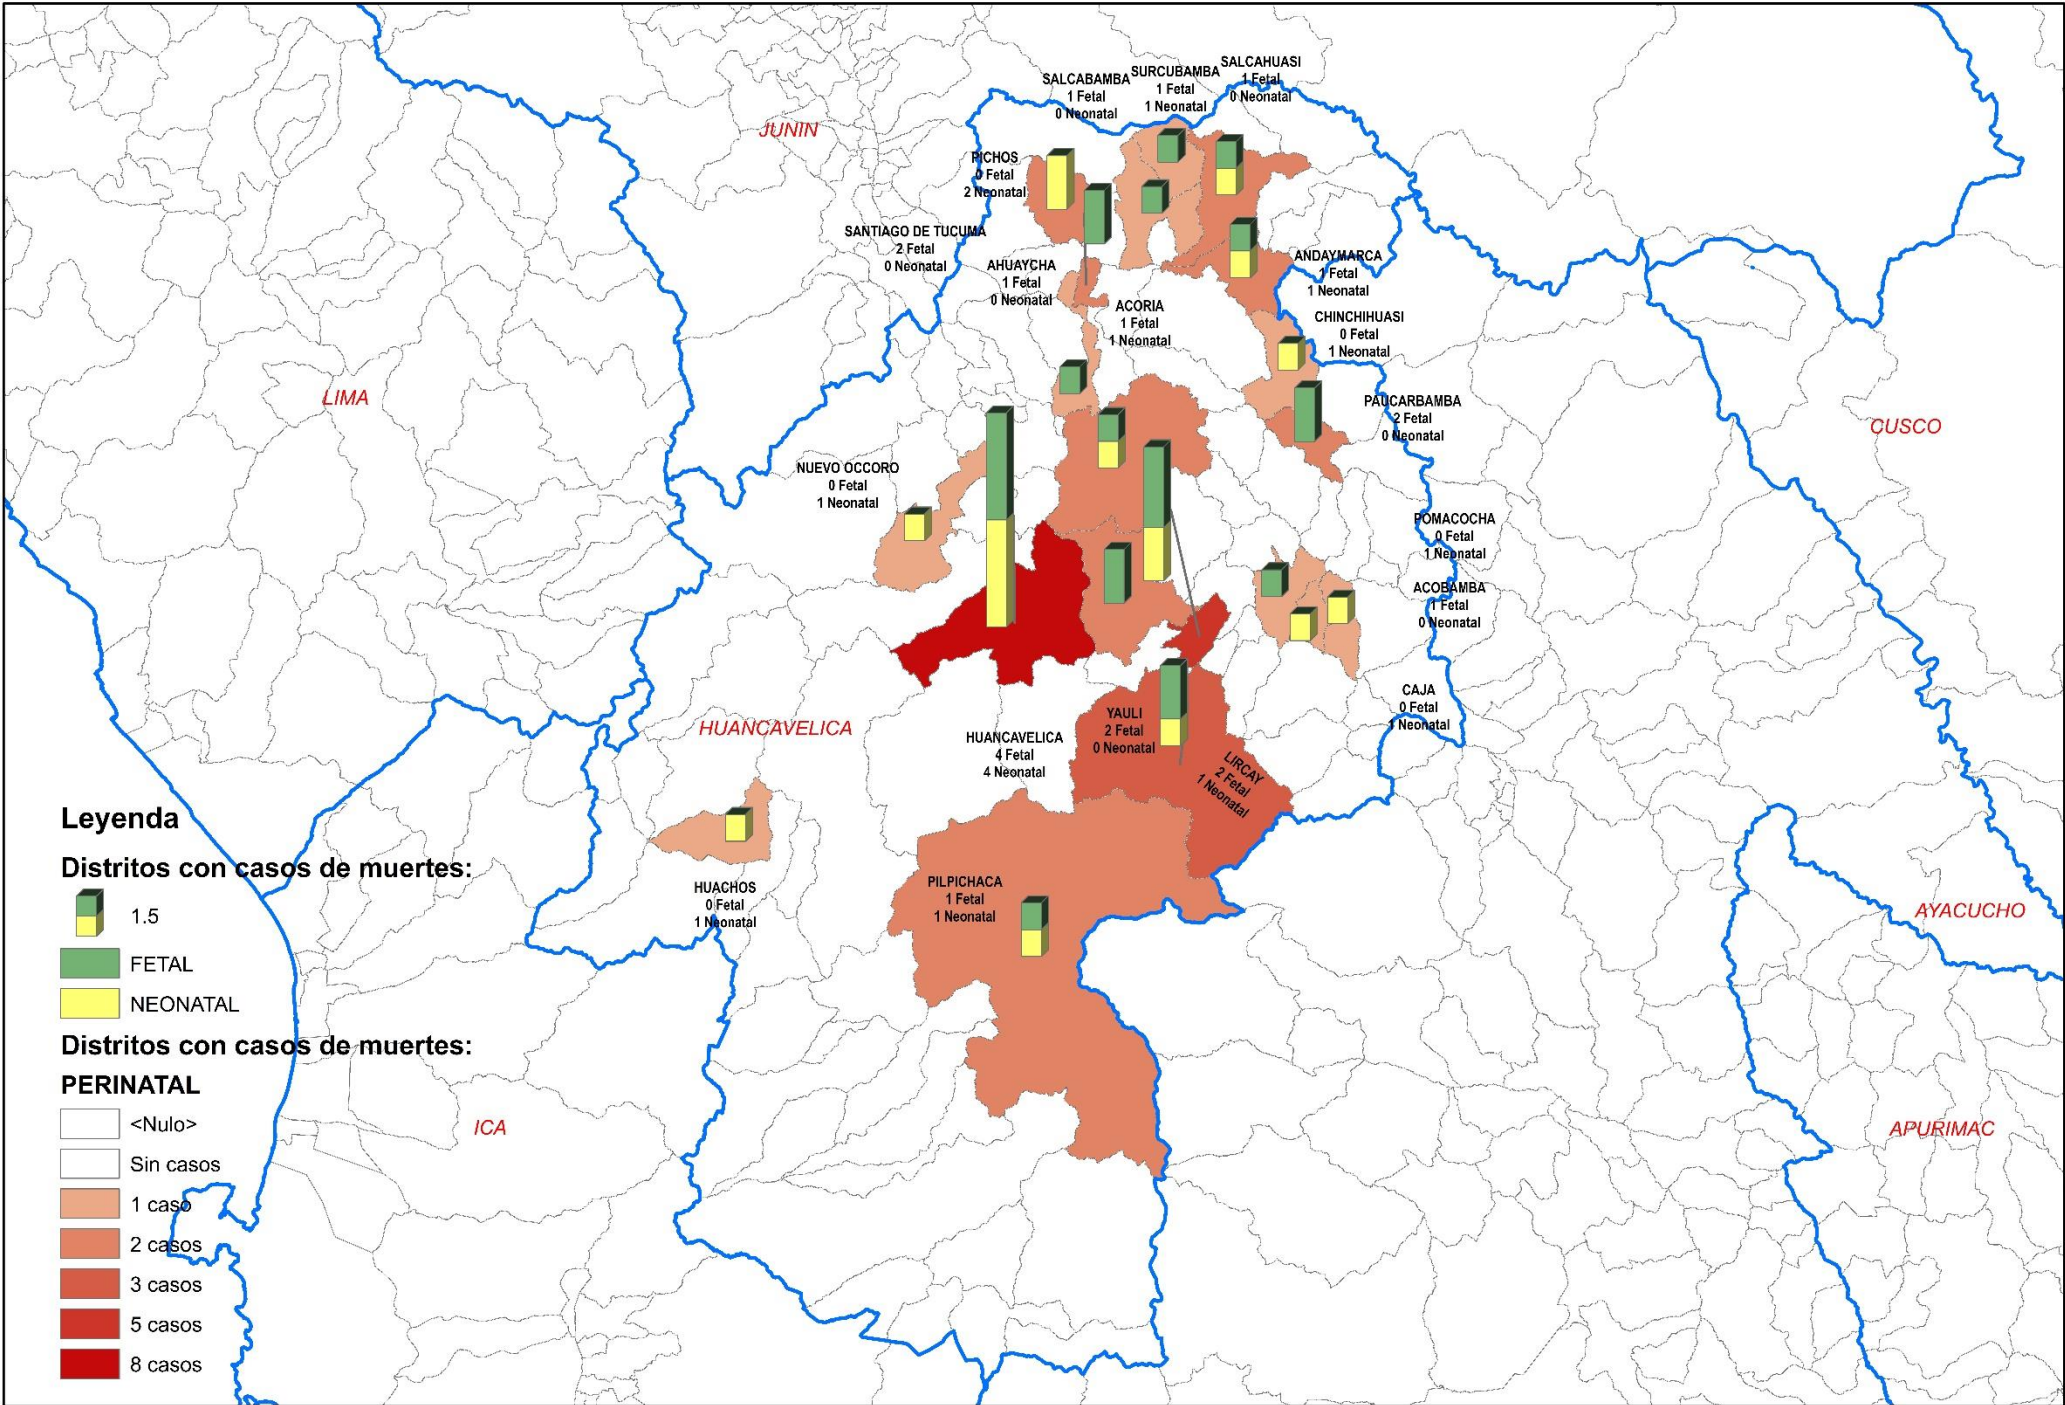 SALCAHUASI
1 Fetal
0 Neonatal
SURCUBAMBA
1 Fetal
1 Neonatal
SALCABAMBA
1 Fetal
0 Neonatal
JUNIN
PICHOS
0 Fetal
2 Neonatal
SANTIAGO DE TUCUMA
2 Fetal
0 Neonatal
AHUAYCHA
1 Fetal
0 Neonatal
ANDAYMARCA
1 Fetal
1 Neonatal
ACORIA
1 Fetal
1 Neonatal
CHINCHIHUASI
0 Fetal
1 Neonatal
LIMA
PAUCARBAMBA
2 Fetal
0 Neonatal
CUSCO
NUEVO OCCORO
0 Fetal
1 Neonatal
POMACOCHA
0 Fetal
1 Neonatal
ACOBAMBA
1 Fetal
0 Neonatal
CAJA
0 Fetal
1 Neonatal
HUANCAVELICA
YAULI
2 Fetal
0 Neonatal
HUANCAVELICA
4 Fetal
4 Neonatal
LIRCAY
2 Fetal
1 Neonatal
HUACHOS
0 Fetal
1 Neonatal
PILPICHACA
1 Fetal
1 Neonatal
AYACUCHO
ICA
APURIMAC
Leyenda
Distritos con casos de muertes:
1.5
FETAL
NEONATAL
Distritos con casos de muertes:
PERINATAL
<Nulo>
Sin casos
1 caso
2 casos
3 casos
5 casos
8 casos